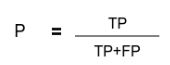 P = TP
TP+FP